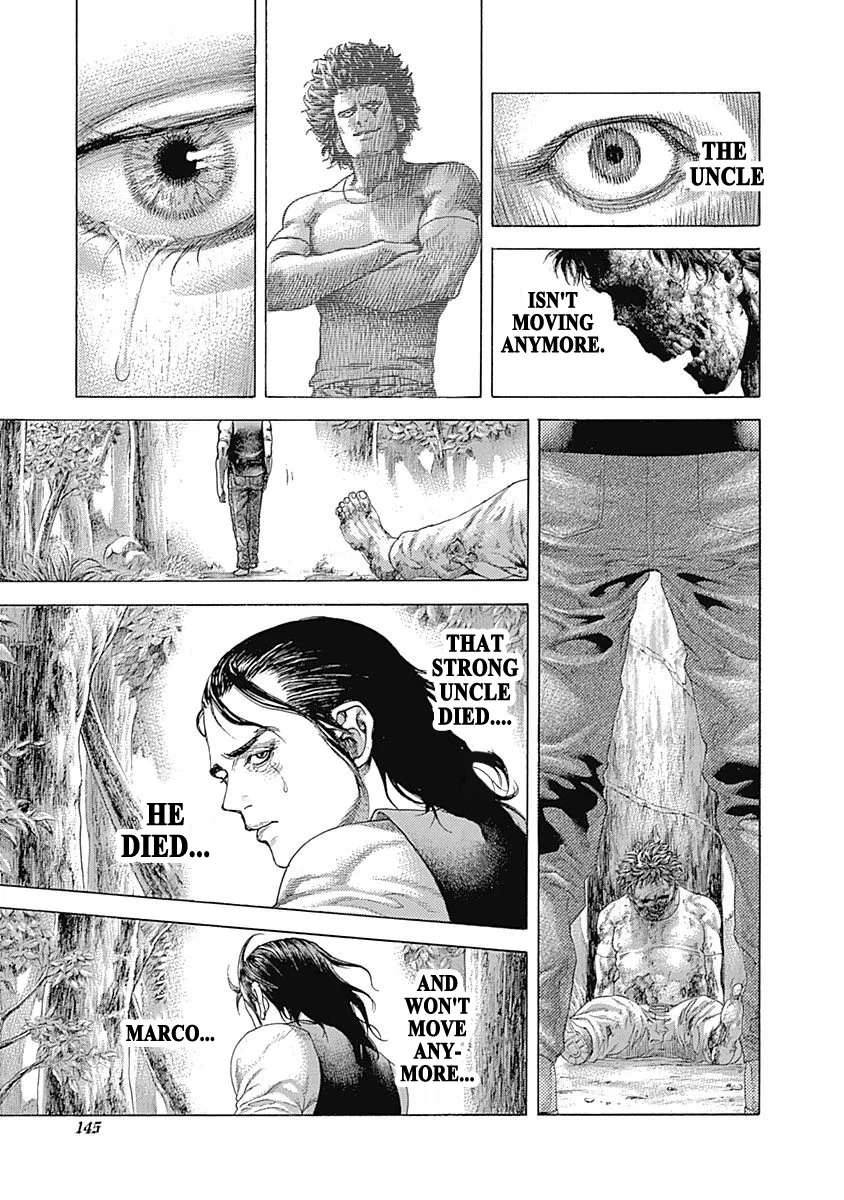 THE
UNCLE
ISN'T
MOVING
ANYMORE.
THAT
STRONG
UNCLE
DIED....
HE
DIED...
AND
WON'T
MOVE
ANY-
MORE...
MARCO...
145